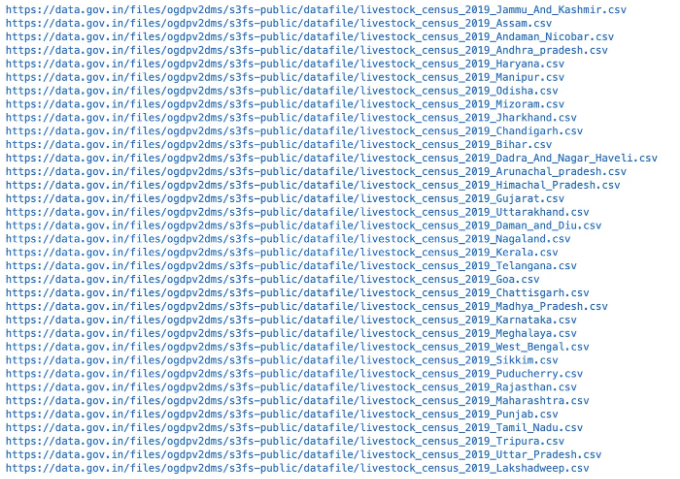 https://data.gov.in/files/ogdpv2dms/s3fs-public/datafile/livestock_census_2019_Jammu_And_Kashmir.csv
https://data.gov.in/files/ogdpv2dms/s3fs-public/datafile/livestock_census_2019_Assam.csv
https://data.gov.in/files/ogdpv2dms/s3fs-public/datafile/livestock_census_2019_Andaman_Nicobar.csv
https://data.gov.in/files/ogdpv2dms/s3fs-public/datafile/livestock_census_2019_Andhra_pradesh.csv
https://data.gov.in/files/ogdpv2dms/s3fs-public/datafile/livestock_census_2019_Haryana.csv
https://data.gov.in/files/ogdpv2dms/s3fs-public/datafile/livestock_census_2019_Manipur.csv
https://data.gov.in/files/ogdpv2dms/s3fs-public/datafile/livestock_census_2019_Odisha.csv
https://data.gov.in/files/ogdpv2dms/s3fs-public/datafile/livestock_census_2019_Mizoram.csv
https://data.gov.in/files/ogdpv2dms/s3fs-public/datafile/livestock_census_2019_Jharkhand.csv
https://data.gov.in/files/ogdpv2dms/s3fs-public/datafile/livestock_census_2019_Chandigarh.csv
https://data.gov.in/files/ogdpv2dms/s3fs-public/datafile/livestock_census_2019_Bihar.csv
https://data.gov.in/files/ogdpv2dms/s3fs-public/datafile/livestock_census_2019_Dadra_And_Nagar_Haveli.csv
https://data.gov.in/files/ogdpv2dms/s3fs-public/datafile/livestock_census_2019_Arunachal_pradesh.csv
https://data.gov.in/files/ogdpv2dms/s3fs-public/datafile/livestock_census_2019_Himachal_Pradesh.csv
https://data.gov.in/files/ogdpv2dms/s3fs-public/datafile/livestock_census_2019_Gujarat.csv
https://data.gov.in/files/ogdpv2dms/s3fs-public/datafile/livestock_census_2019_Uttarakhand.csv
https://data.gov.in/files/ogdpv2dms/s3fs-public/datafile/livestock_census_2019_Daman_and_Diu.csv
https://data.gov.in/files/ogdpv2dms/s3fs-public/datafile/livestock_census_2019_Nagaland.csv
https://data.gov.in/files/ogdpv2dms/s3fs-public/datafile/livestock_census_2019_Kerala.csv
https://data.gov.in/files/ogdpv2dms/s3fs-public/datafile/livestock_census_2019_Telangana.csv
https://data.gov.in/files/ogdpv2dms/s3fs-public/datafile/livestock_census_2019_Goa.csv
https://data.gov.in/files/ogdpv2dms/s3fs-public/datafile/livestock_census_2019_Chattisgarh.csv
https://data.gov.in/files/ogdpv2dms/s3fs-public/datafile/livestock_census_2019_Madhya_Pradesh.csv
https://data.gov.in/files/ogdpv2dms/s3fs-public/datafile/livestock_census_2019_Karnataka.csv
https://data.gov.in/files/ogdpv2dms/s3fs-public/datafile/livestock_census_2019_Meghalaya.csv
https://data.gov.in/files/ogdpv2dms/s3fs-public/datafile/livestock_census_2019_West_Bengal.csv
https://data.gov.in/files/ogdpv2dms/s3fs-public/datafile/livestock_census_2019_Sikkim.csv
https://data.gov.in/files/ogdpv2dms/s3fs-public/datafile/livestock_census_2019_Puducherry.csv
https://data.gov.in/files/ogdpv2dms/s3fs-public/datafile/livestock_census_2019_Rajasthan.csv
https://data.gov.in/files/ogdpv2dms/s3fs-public/datafile/livestock_census_2019_Maharashtra.csv
https://data.gov.in/files/ogdpv2dms/s3fs-public/datafile/livestock_census_2019_Punjab.csv
https://data.gov.in/files/ogdpv2dms/s3fs-public/datafile/livestock_census_2019_Tamil_Nadu.csv
https://data.gov.in/files/ogdpv2dms/s3fs-public/datafile/livestock_census_2019_Tripura.csv
https://data.gov.in/files/ogdpv2dms/s3fs-public/datafile/livestock_census_2019_Uttar_Pradesh.csv
https://data.gov.in/files/ogdpv2dms/s3fs-public/datafile/livestock_census_2019_Lakshadweep.csv